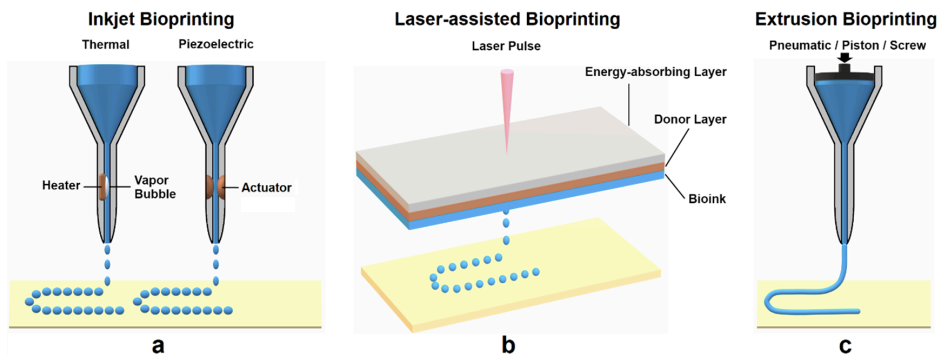 Inkjet Bioprinting
Thermal
Piezoelectric
Heater
Vapor
Bubble
Actuator
a
Laser-assisted Bioprinting
Laser Pulse
Energy-absorbing Layer
Donor Layer
Bioink
b
Extrusion Bioprinting
Pneumatic / Piston / Screw
c